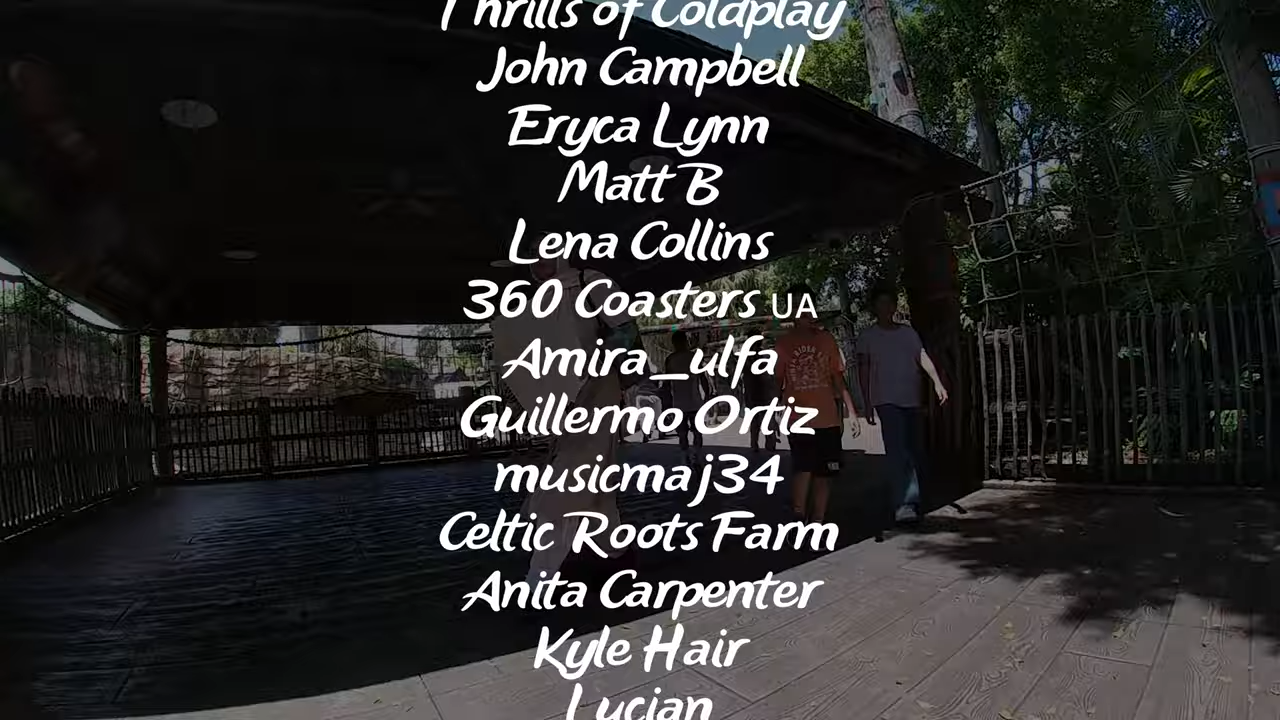 Thrills of Coldplay
John Campbell
Eryca Lynn
Matt B
Lena Collins
360 Coasters UA
Amira_ulfa
Guillermo Ortiz
musicmaj34
Celtic Roots Farm
Anita Carpenter
Kyle Hair
Lucian